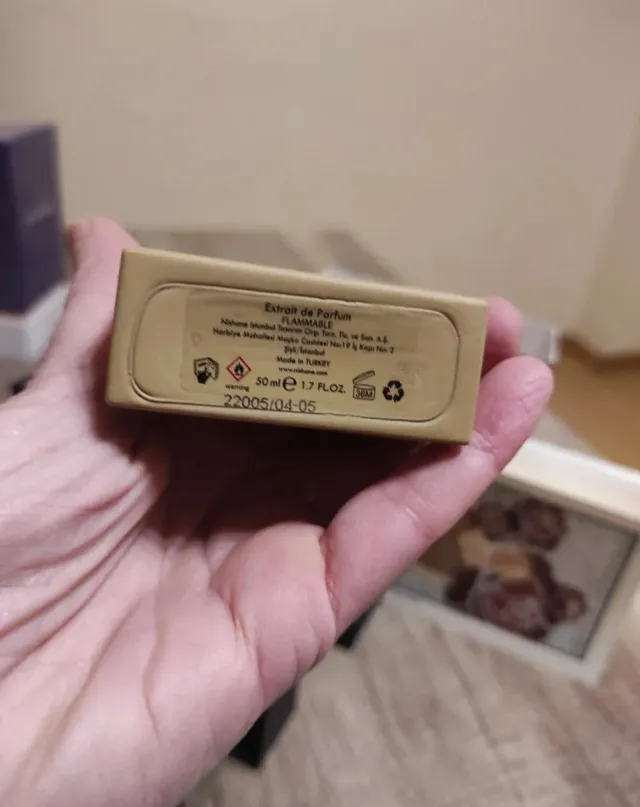 Extrait de Parfum
FLAMMABLE
Nishane Istanbul Tasarım Org. Tacs. Tic. ve San. A.Ş.
Harbiye Mahallesi Maçka Caddesi No:19 İç Kapı No: 2
Şişli/İstanbul
Made in TURKEY
www.nishane.com
warning
50 ml e 1.7 FL.OZ.
36M
22005/04-05